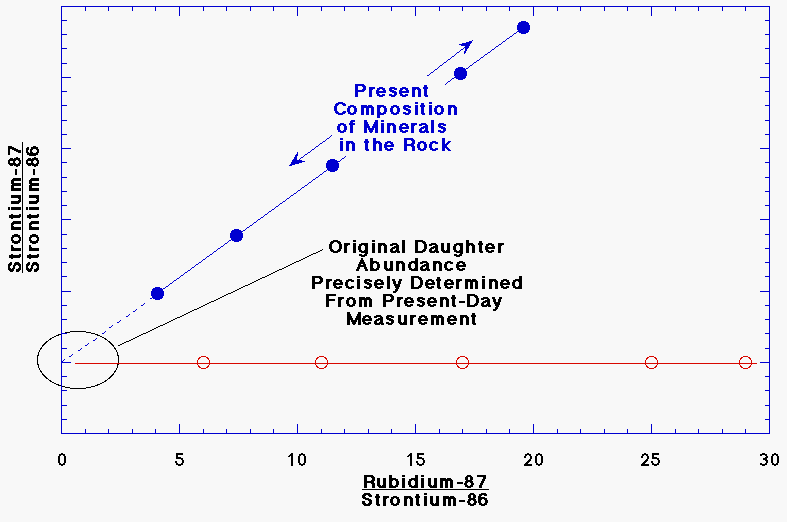 Present
Composition
of Minerals
in the Rock
Strontium-87
Strontium-86
Original Daughter
Abundance
Precisely Determined
From Present-Day
Measurement
0 5 10 15 20 25 30
Rubidium-87
Strontium-86